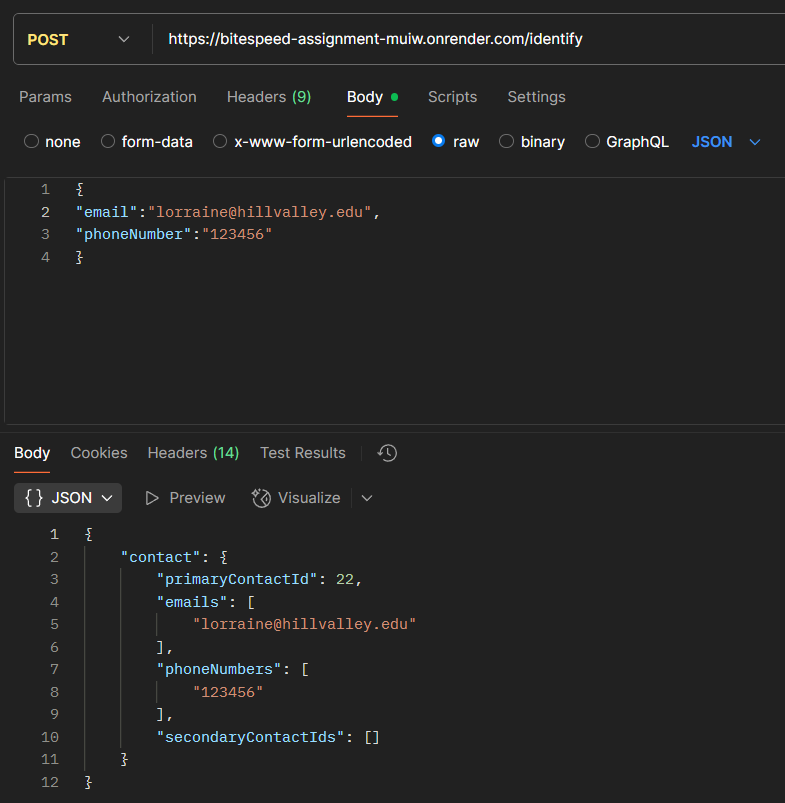 POST https://bitespeed-assignment-muiw.onrender.com/identify
Params Authorization Headers (9) Body Scripts Settings
none form-data x-www-form-urlencoded raw binary GraphQL JSON
1 {
2 "email":"lorraine@hillvalley.edu",
3 "phoneNumber":"123456"
4 }
Body Cookies Headers (14) Test Results
{} JSON Preview Visualize
1 {
2 "contact": {
3 "primaryContactId": 22,
4 "emails": [
5 "lorraine@hillvalley.edu"
6 ],
7 "phoneNumbers": [
8 "123456"
9 ],
10 "secondaryContactIds": []
11 }
12 }